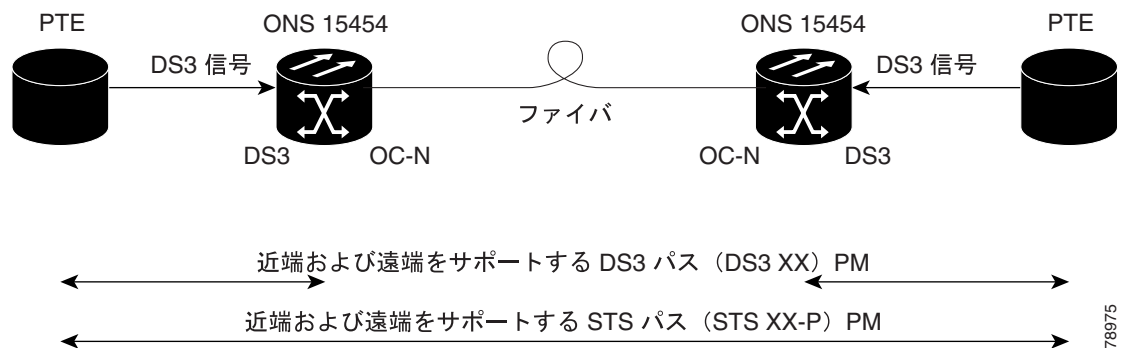 PTE
ONS 15454
ONS 15454
PTE
DS3 信号
DS3 信号
ファイバ
DS3
OC-N
OC-N
DS3
近端および遠端をサポートする DS3 パス（DS3 XX）PM
近端および遠端をサポートする STS パス（STS XX-P）PM
78975